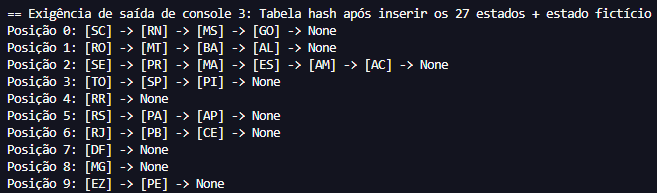 == Exigência de saída de console 3: Tabela hash após inserir os 27 estados + estado fictício
Posição 0: [SC] -> [RN] -> [MS] -> [GO] -> None
Posição 1: [RO] -> [MT] -> [BA] -> [AL] -> None
Posição 2: [SE] -> [PR] -> [MA] -> [ES] -> [AM] -> [AC] -> None
Posição 3: [TO] -> [SP] -> [PI] -> None
Posição 4: [RR] -> None
Posição 5: [RS] -> [PA] -> [AP] -> None
Posição 6: [RJ] -> [PB] -> [CE] -> None
Posição 7: [DF] -> None
Posição 8: [MG] -> None
Posição 9: [EZ] -> [PE] -> None